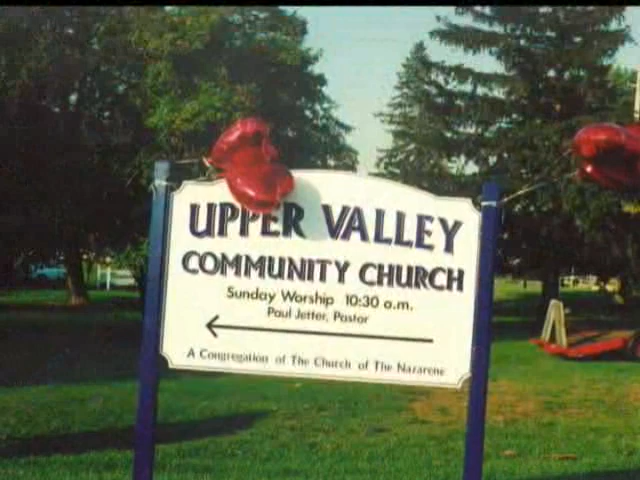 UPPER VALLEY
COMMUNITY CHURCH
Sunday Worship 10:30 a.m.
Paul Jetter, Pastor
A Congregation of The Church of The Nazarene